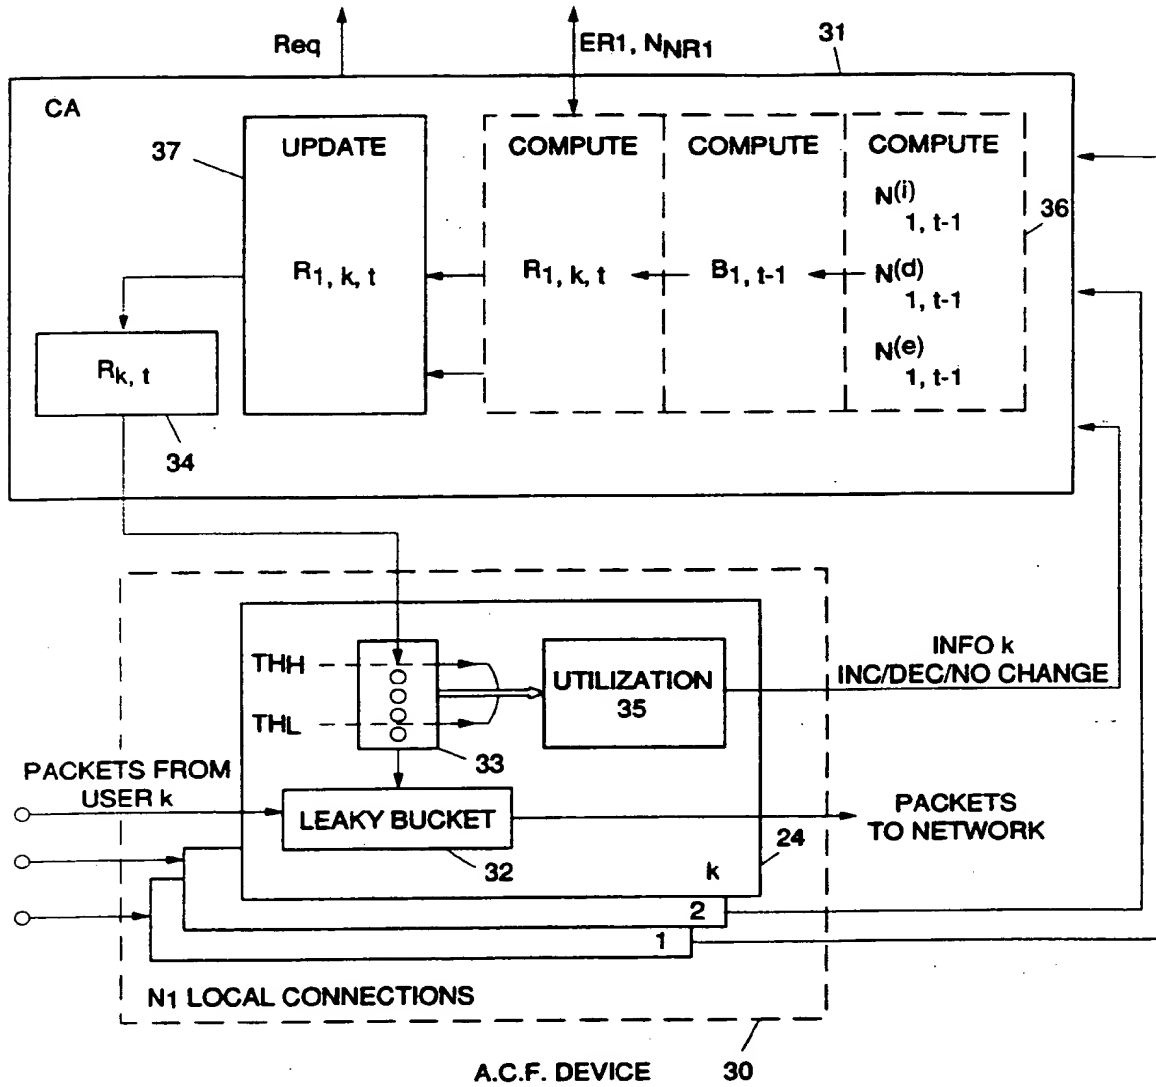 Req
ER1, NNR1
31
CA
37
UPDATE
COMPUTE
COMPUTE
COMPUTE
N(i)
1, t-1
36
R1, k, t
R1, k, t
B1, t-1
N(d)
1, t-1
N(e)
1, t-1
Rk, t
34
THH
THL
UTILIZATION
35
INFO k
INC/DEC/NO CHANGE
33
PACKETS FROM
USER k
LEAKY BUCKET
PACKETS
TO NETWORK
32
24
k
2
1
N1 LOCAL CONNECTIONS
A.C.F. DEVICE
30